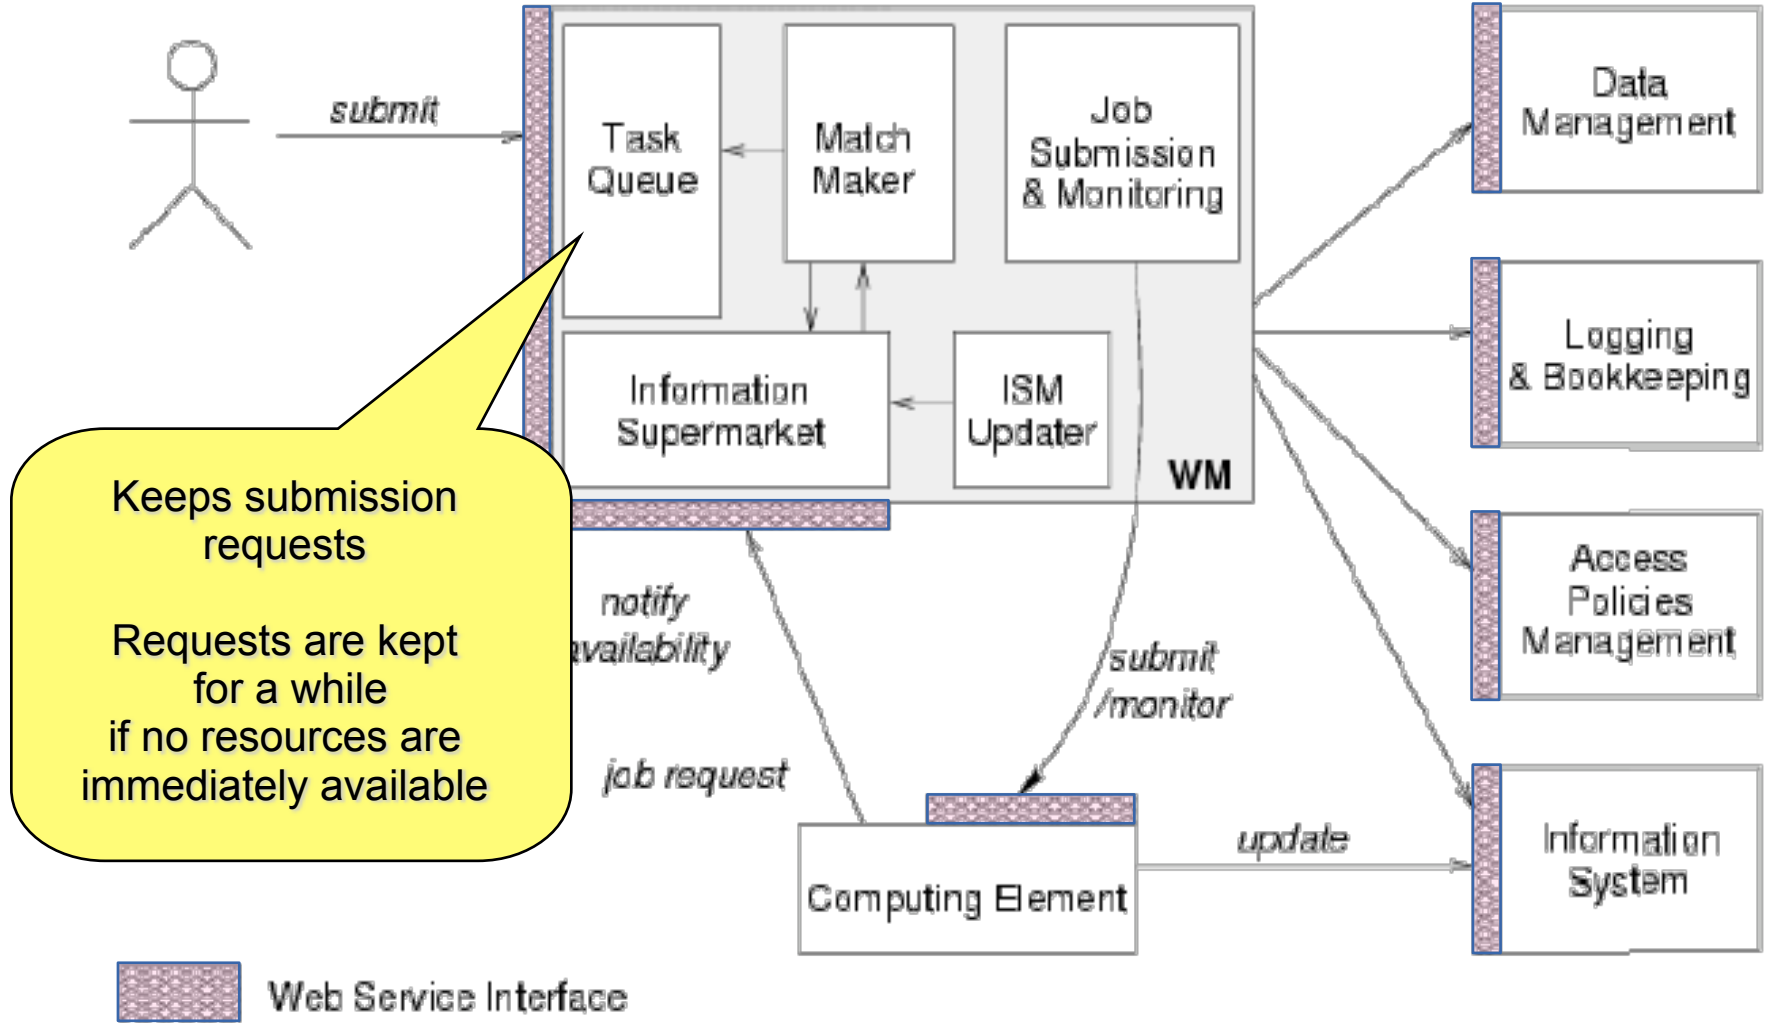 submit
Task
Queue
Match
Maker
Job
Submission
& Monitoring
Information
Supermarket
ISM
Updater
WM
Data
Management
Logging
& Bookkeeping
Access
Policies
Management
Information
System
Keeps submission
requests
Requests are kept
for a while
if no resources are
immediately available
notify
availability
job request
submit
/monitor
update
Computing Element
Web Service Interface